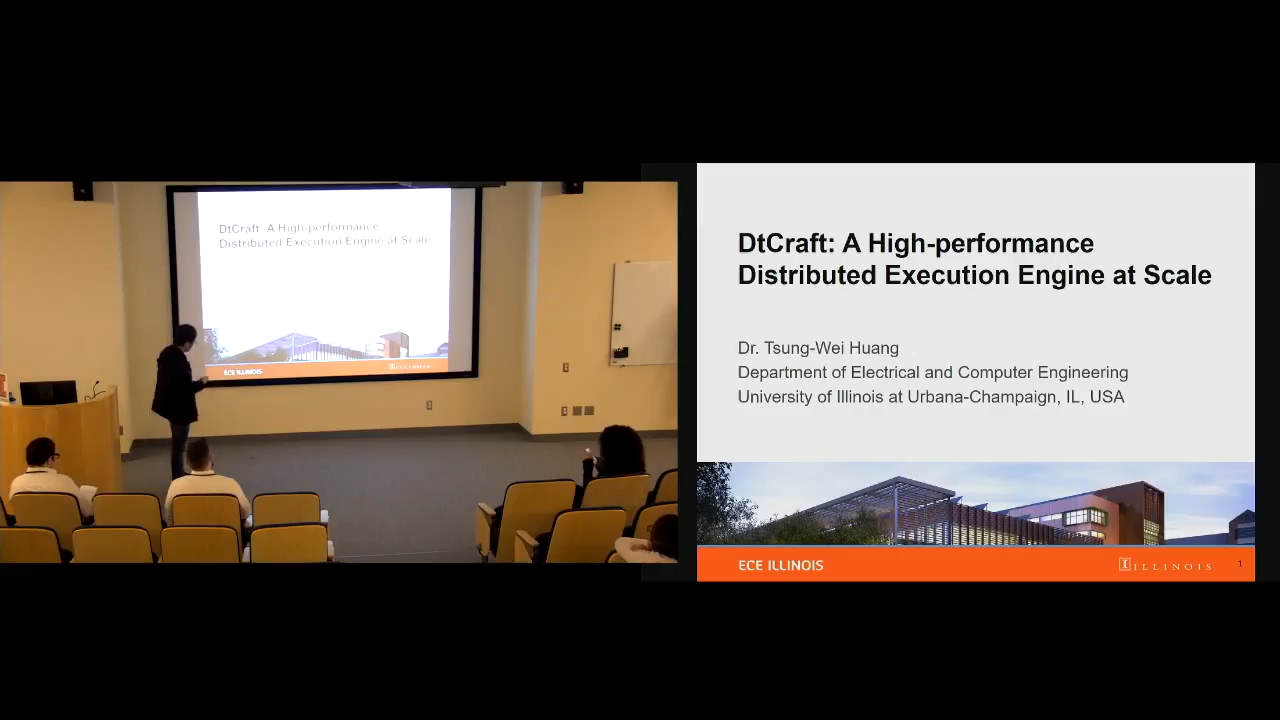 DtCraft: A High-performance
Distributed Execution Engine at Scale
ECE ILLINOIS
ILLINOIS
DtCraft: A High-performance
Distributed Execution Engine at Scale
Dr. Tsung-Wei Huang
Department of Electrical and Computer Engineering
University of Illinois at Urbana-Champaign, IL, USA
ECE ILLINOIS
I ILLINOIS
1